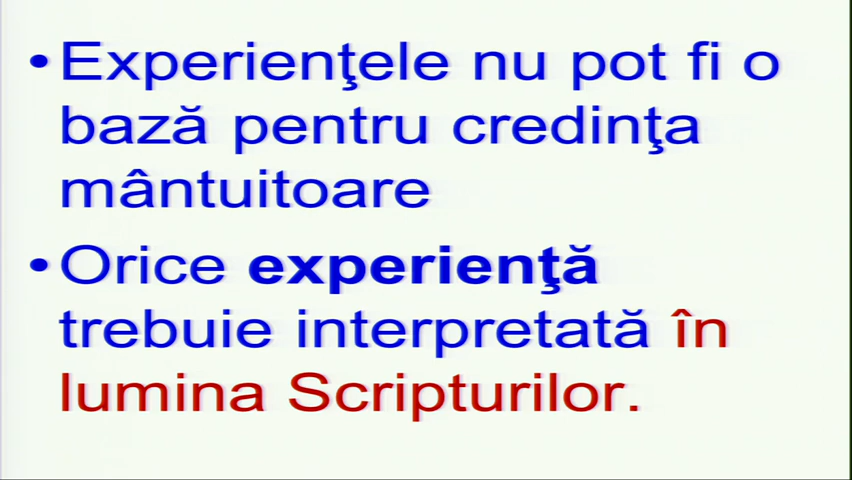 •Experienţele nu pot fi o
bază pentru credinţa
mântuitoare
•Orice experienţă
trebuie interpretată în
lumina Scripturilor.